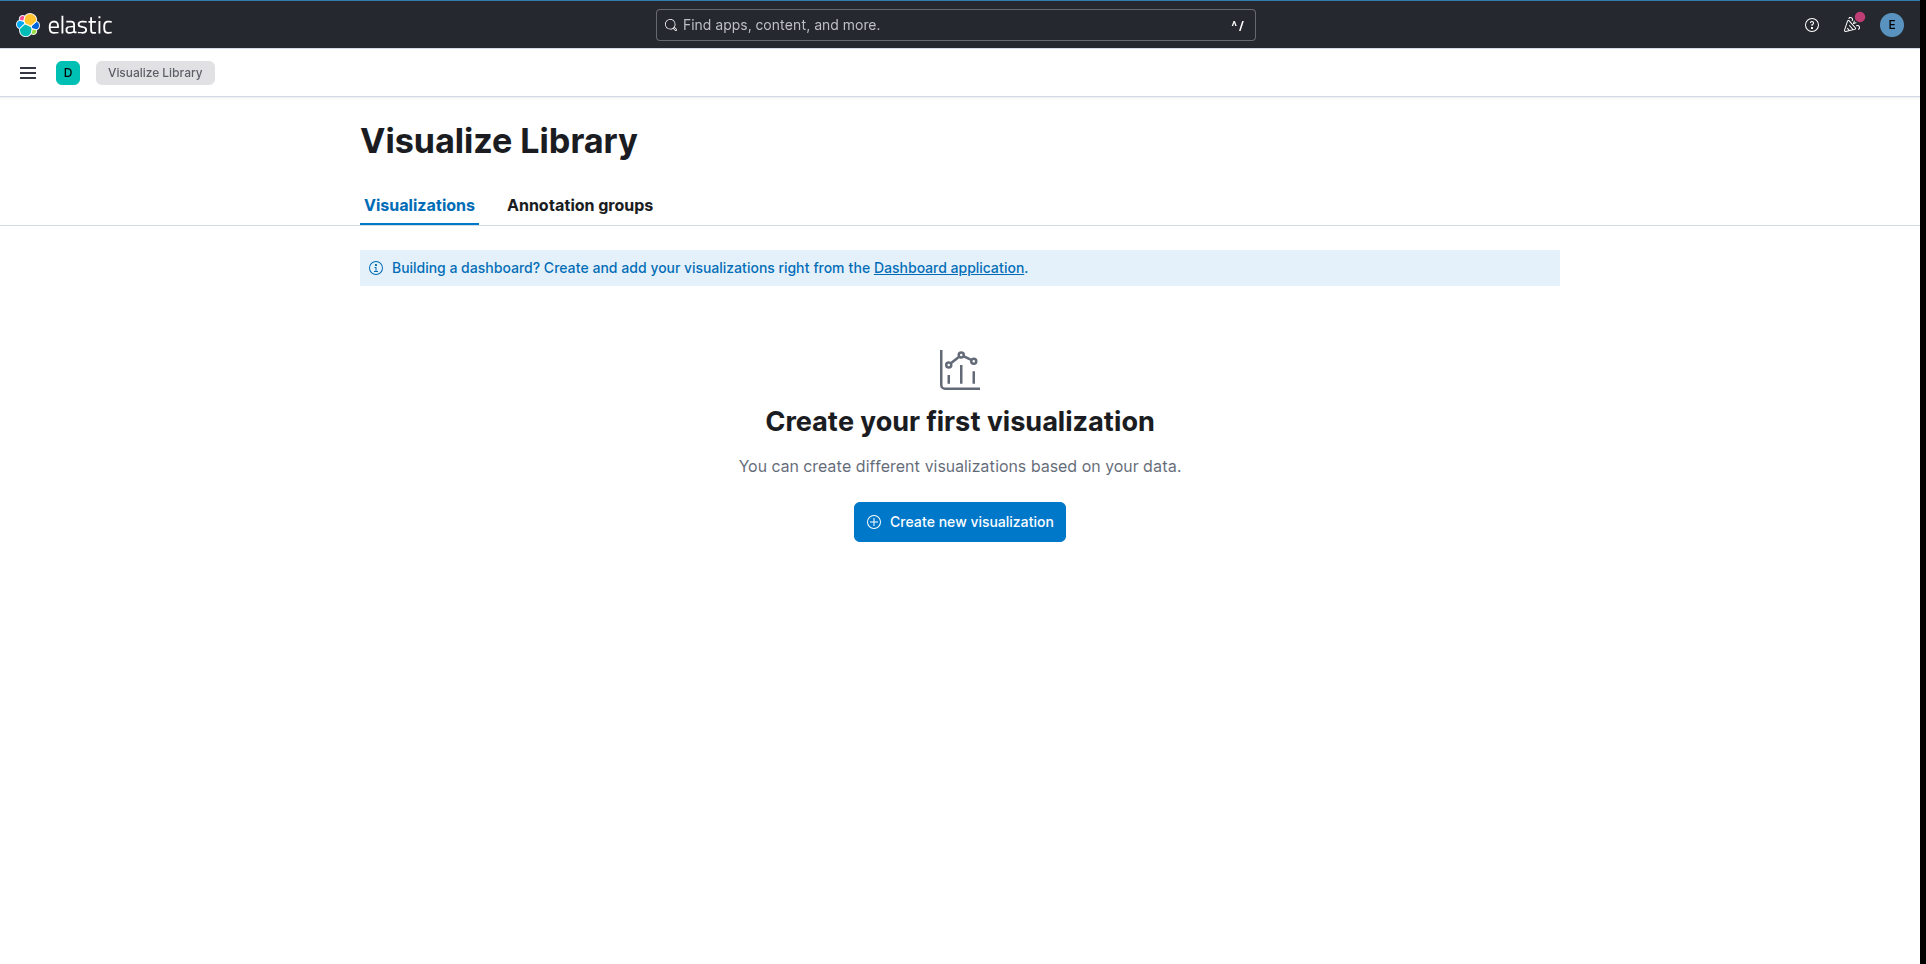 elastic
Find apps, content, and more.
^/
E
D
Visualize Library
Visualize Library
Visualizations
Annotation groups
Building a dashboard? Create and add your visualizations right from the Dashboard application.
Create your first visualization
You can create different visualizations based on your data.
Create new visualization